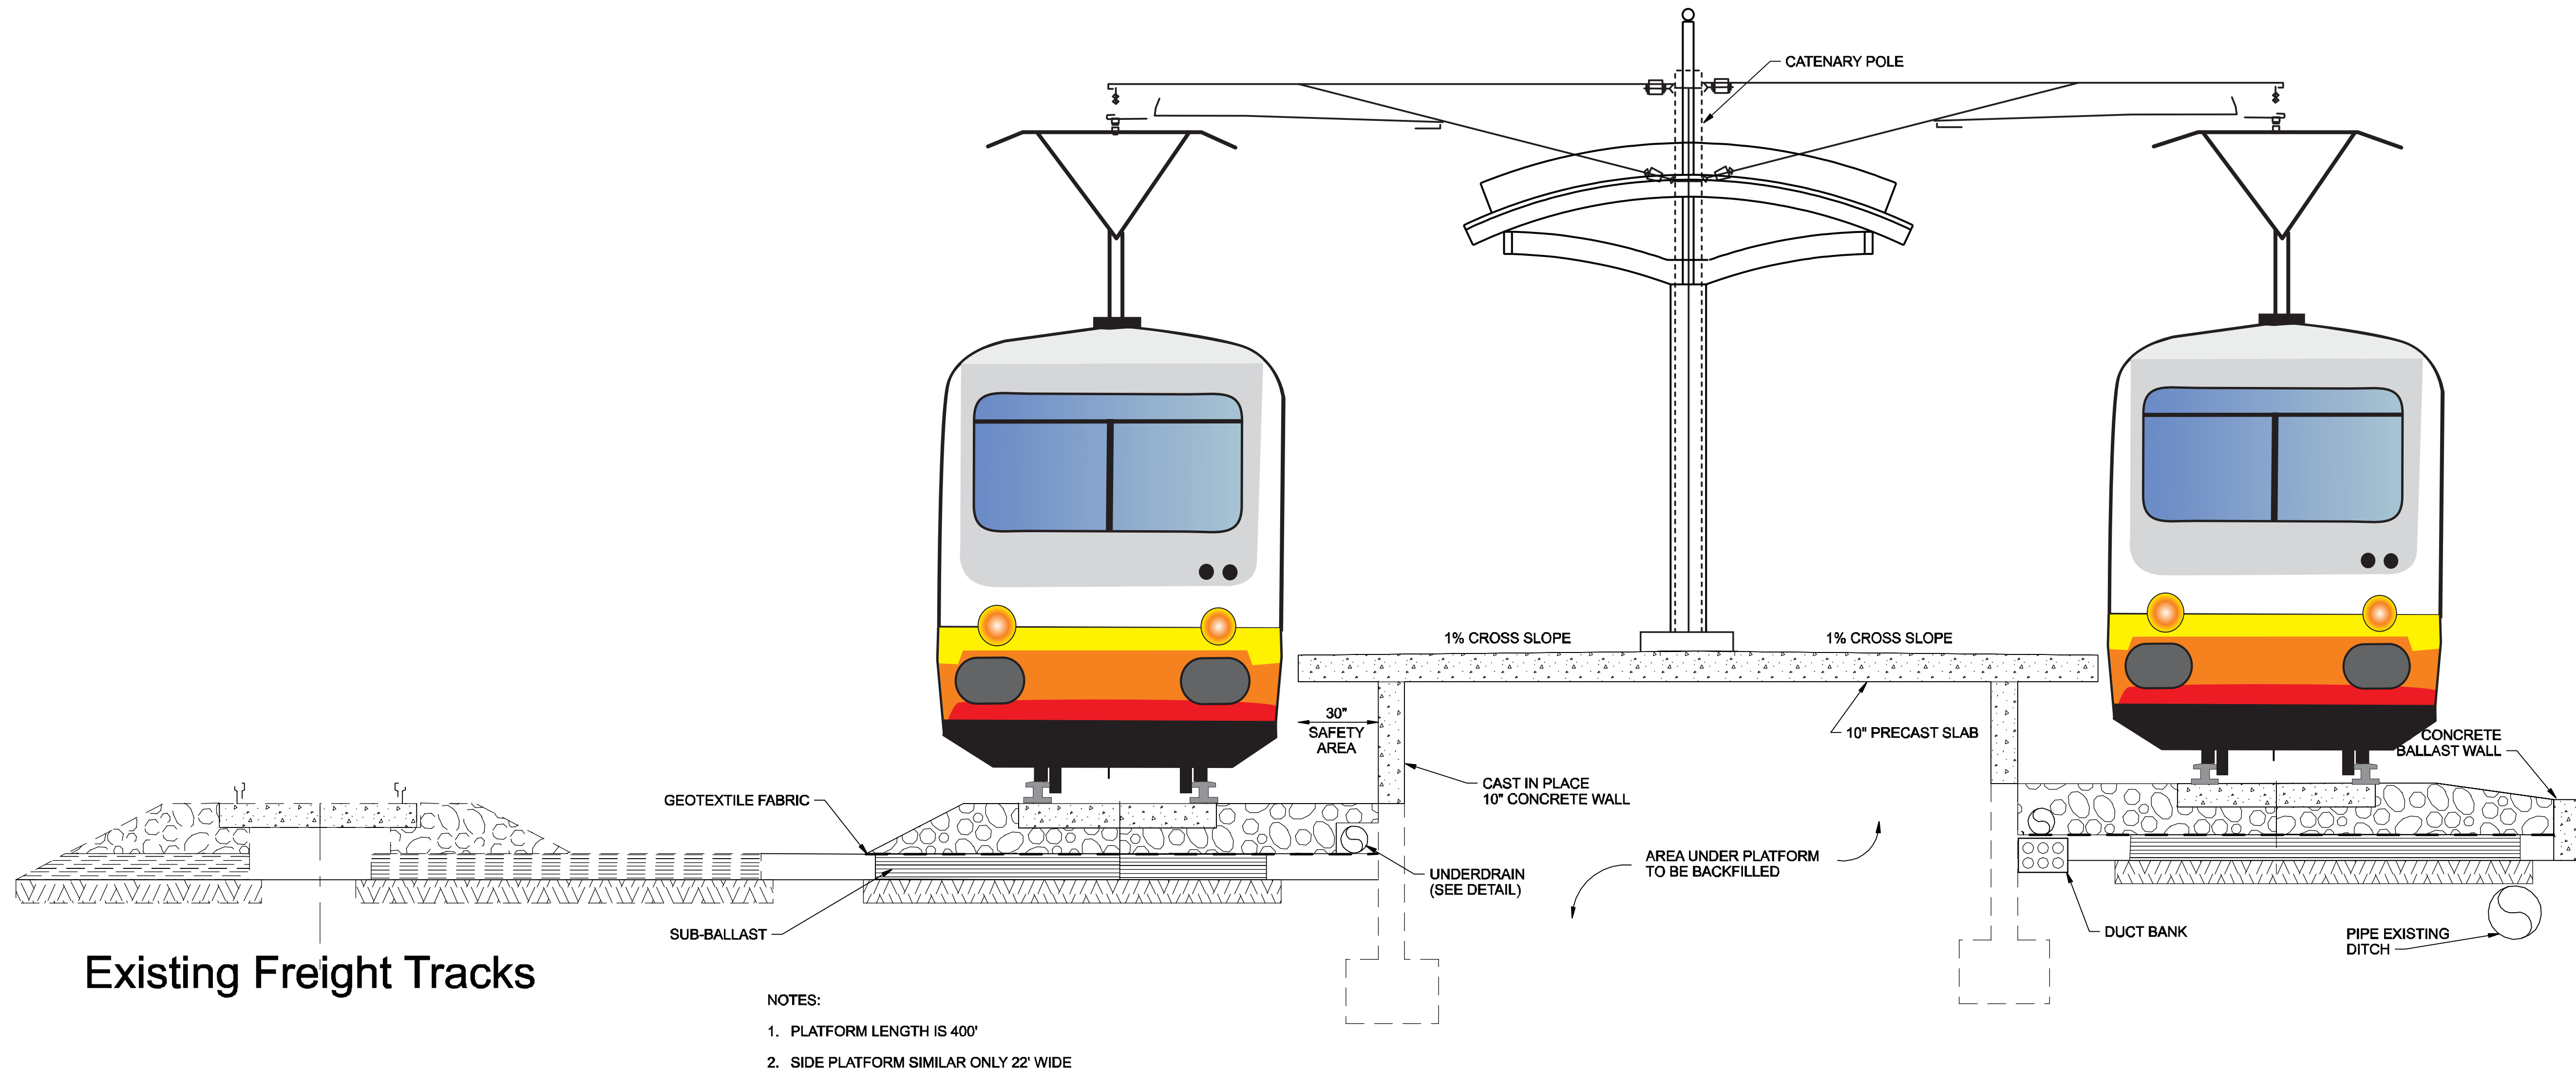 CATENARY POLE
1% CROSS SLOPE
1% CROSS SLOPE
30"
SAFETY
AREA
10" PRECAST SLAB
CONCRETE
BALLAST WALL
CAST IN PLACE
10" CONCRETE WALL
GEOTEXTILE FABRIC
AREA UNDER PLATFORM
TO BE BACKFILLED
UNDERDRAIN
(SEE DETAIL)
SUB-BALLAST
DUCT BANK
PIPE EXISTING
DITCH
Existing Freight Tracks
NOTES:
1. PLATFORM LENGTH IS 400'
2. SIDE PLATFORM SIMILAR ONLY 22' WIDE